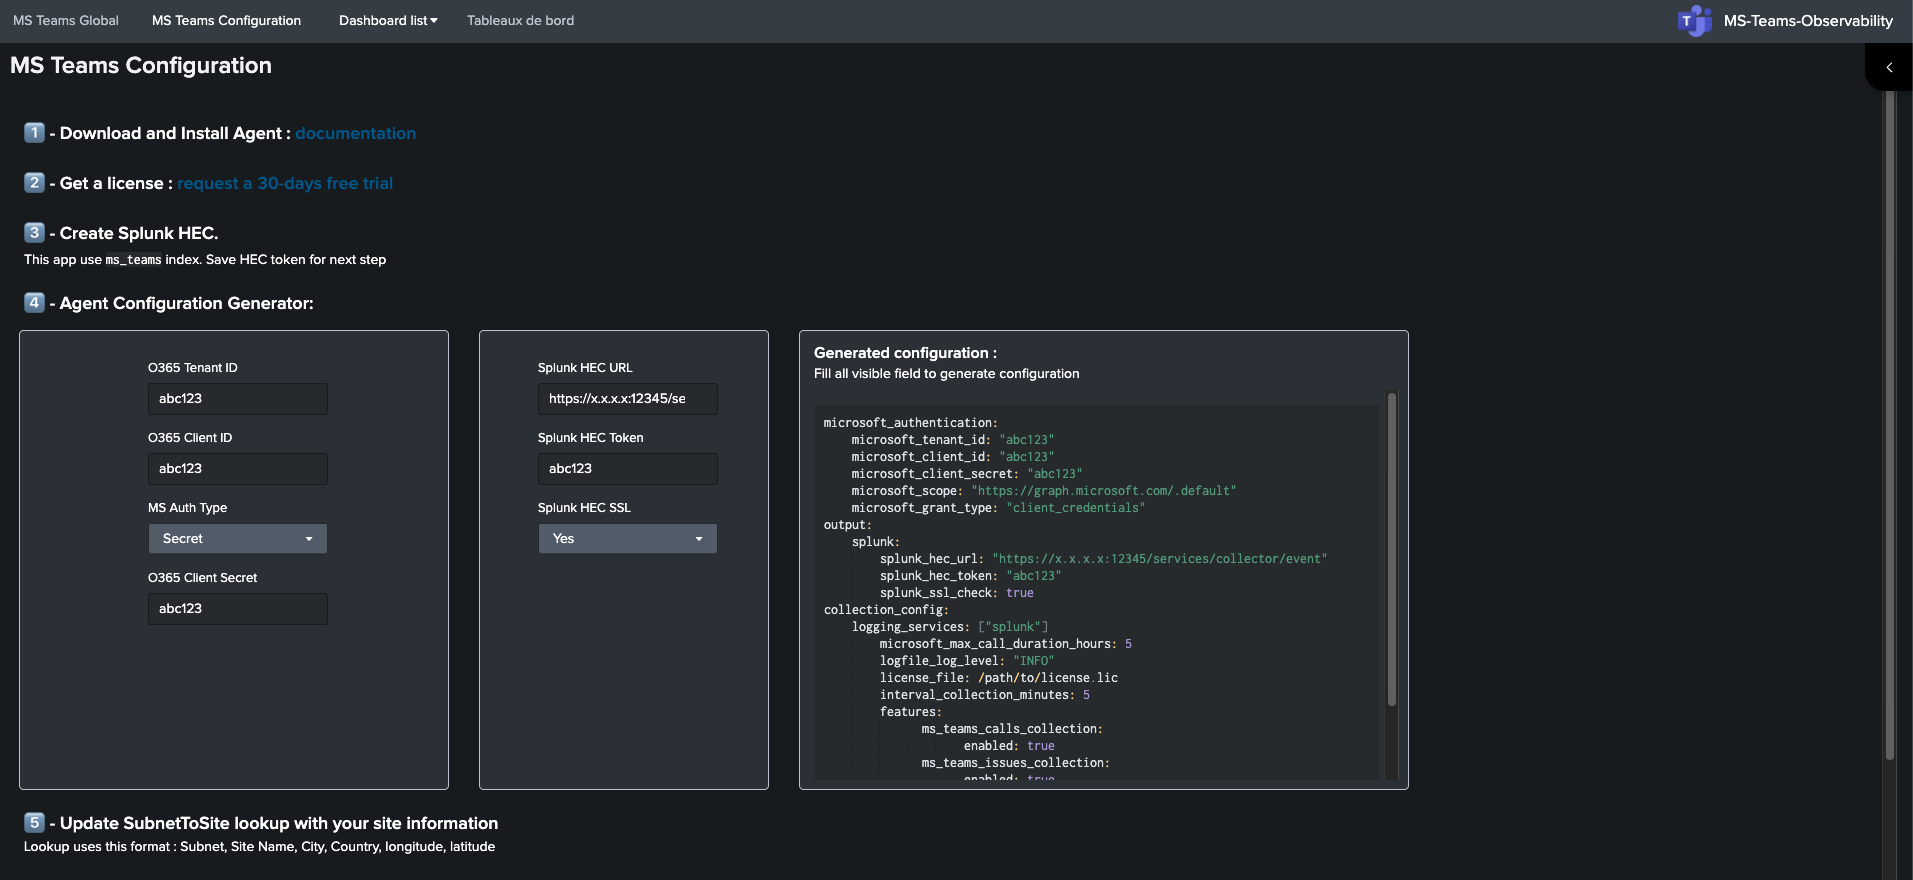 MS Teams Global
MS Teams Configuration
Dashboard list
Tableaux de bord
MS-Teams-Observability
MS Teams Configuration
1 - Download and Install Agent : documentation
2 - Get a license : request a 30-days free trial
3 - Create Splunk HEC.
This app use ms_teams index. Save HEC token for next step
4 - Agent Configuration Generator:
O365 Tenant ID
abc123
O365 Client ID
abc123
MS Auth Type
Secret
O365 Client Secret
abc123
Splunk HEC URL
https://x.x.x.x:12345/se
Splunk HEC Token
abc123
Splunk HEC SSL
Yes
Generated configuration :
Fill all visible field to generate configuration
microsoft_authentication:
microsoft_tenant_id: "abc123"
microsoft_client_id: "abc123"
microsoft_client_secret: "abc123"
microsoft_scope: "https://graph.microsoft.com/.default"
microsoft_grant_type: "client_credentials"
output:
splunk:
splunk_hec_url: "https://x.x.x.x:12345/services/collector/event"
splunk_hec_token: "abc123"
splunk_ssl_check: true
collection_config:
logging_services: ["splunk"]
microsoft_max_call_duration_hours: 5
logfile_log_level: "INFO"
license_file: /path/to/license.lic
interval_collection_minutes: 5
features:
ms_teams_calls_collection:
enabled: true
ms_teams_issues_collection:
enabled: true
5 - Update SubnetToSite lookup with your site information
Lookup uses this format : Subnet, Site Name, City, Country, longitude, latitude